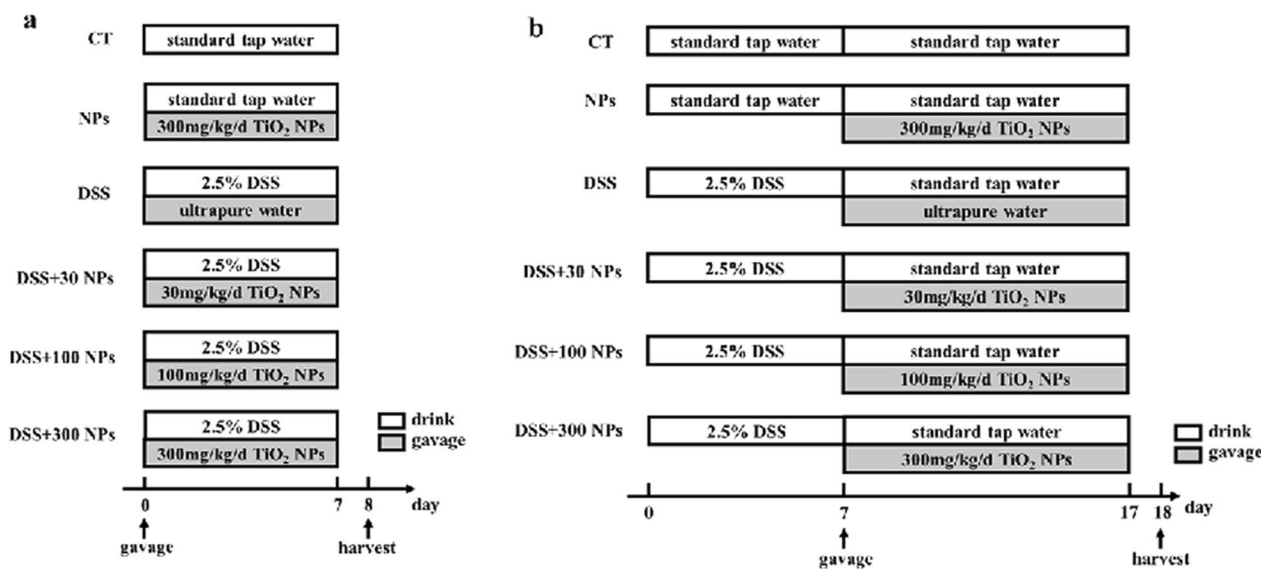 a
CT
standard tap water
NPs
standard tap water
300mg/kg/d TiO₂ NPs
DSS
2.5% DSS
ultrapure water
DSS+30 NPs
2.5% DSS
30mg/kg/d TiO₂ NPs
DSS+100 NPs
2.5% DSS
100mg/kg/d TiO₂ NPs
DSS+300 NPs
2.5% DSS
300mg/kg/d TiO₂ NPs
drink
gavage
0 7 8 day
gavage harvest
b
CT
standard tap water standard tap water
NPs
standard tap water standard tap water
300mg/kg/d TiO₂ NPs
DSS
2.5% DSS standard tap water
ultrapure water
DSS+30 NPs
2.5% DSS standard tap water
30mg/kg/d TiO₂ NPs
DSS+100 NPs
2.5% DSS standard tap water
100mg/kg/d TiO₂ NPs
DSS+300 NPs
2.5% DSS standard tap water
300mg/kg/d TiO₂ NPs
drink
gavage
0 7 17 18 day
gavage harvest